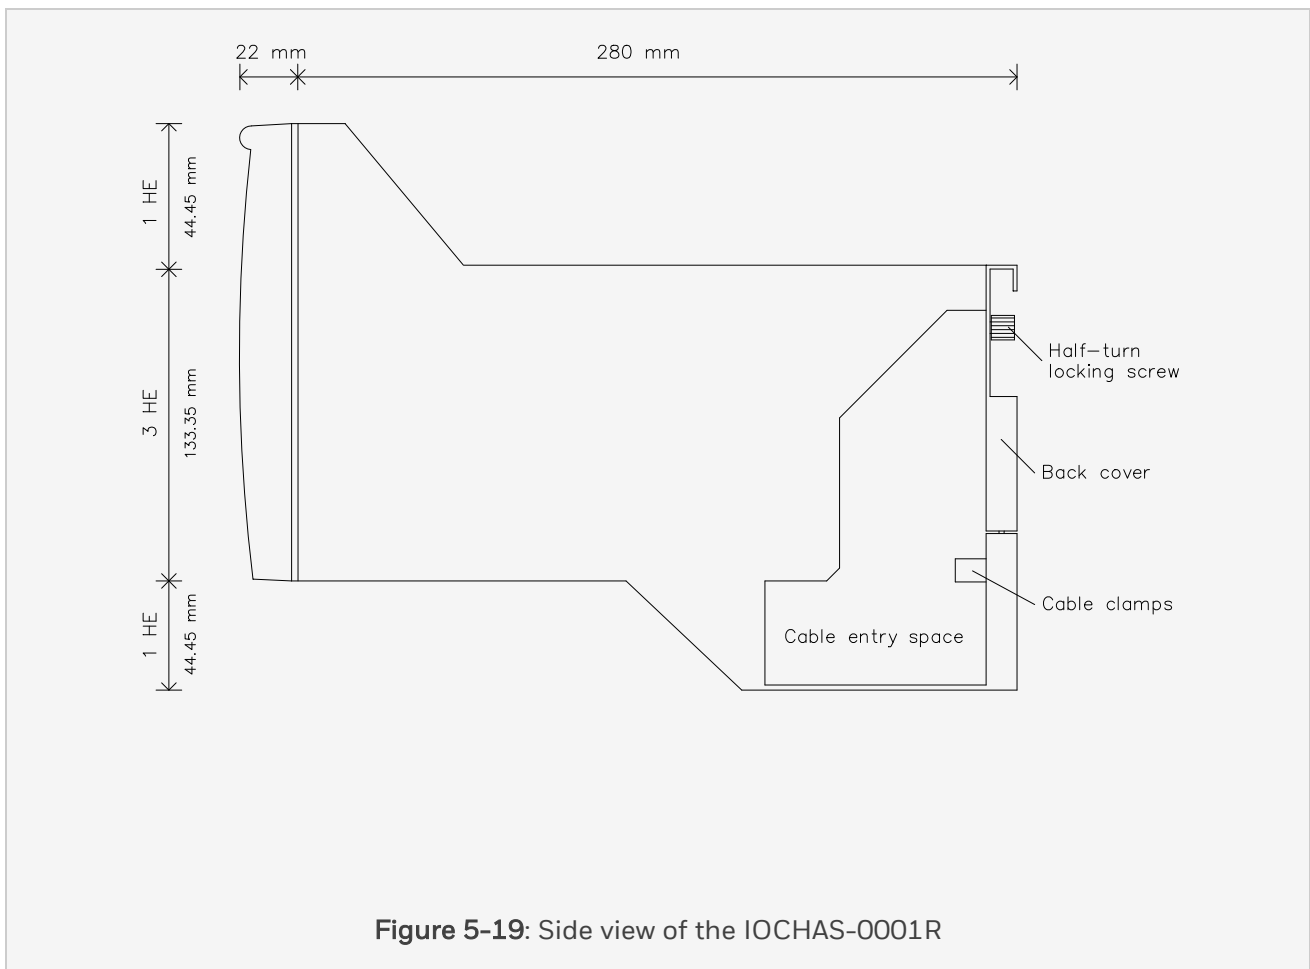 22 mm
280 mm
1 HE
44.45 mm
3 HE
133.35 mm
1 HE
44.45 mm
Half-turn
locking screw
Back cover
Cable clamps
Cable entry space
Figure 5-19: Side view of the IOCHAS-0001R